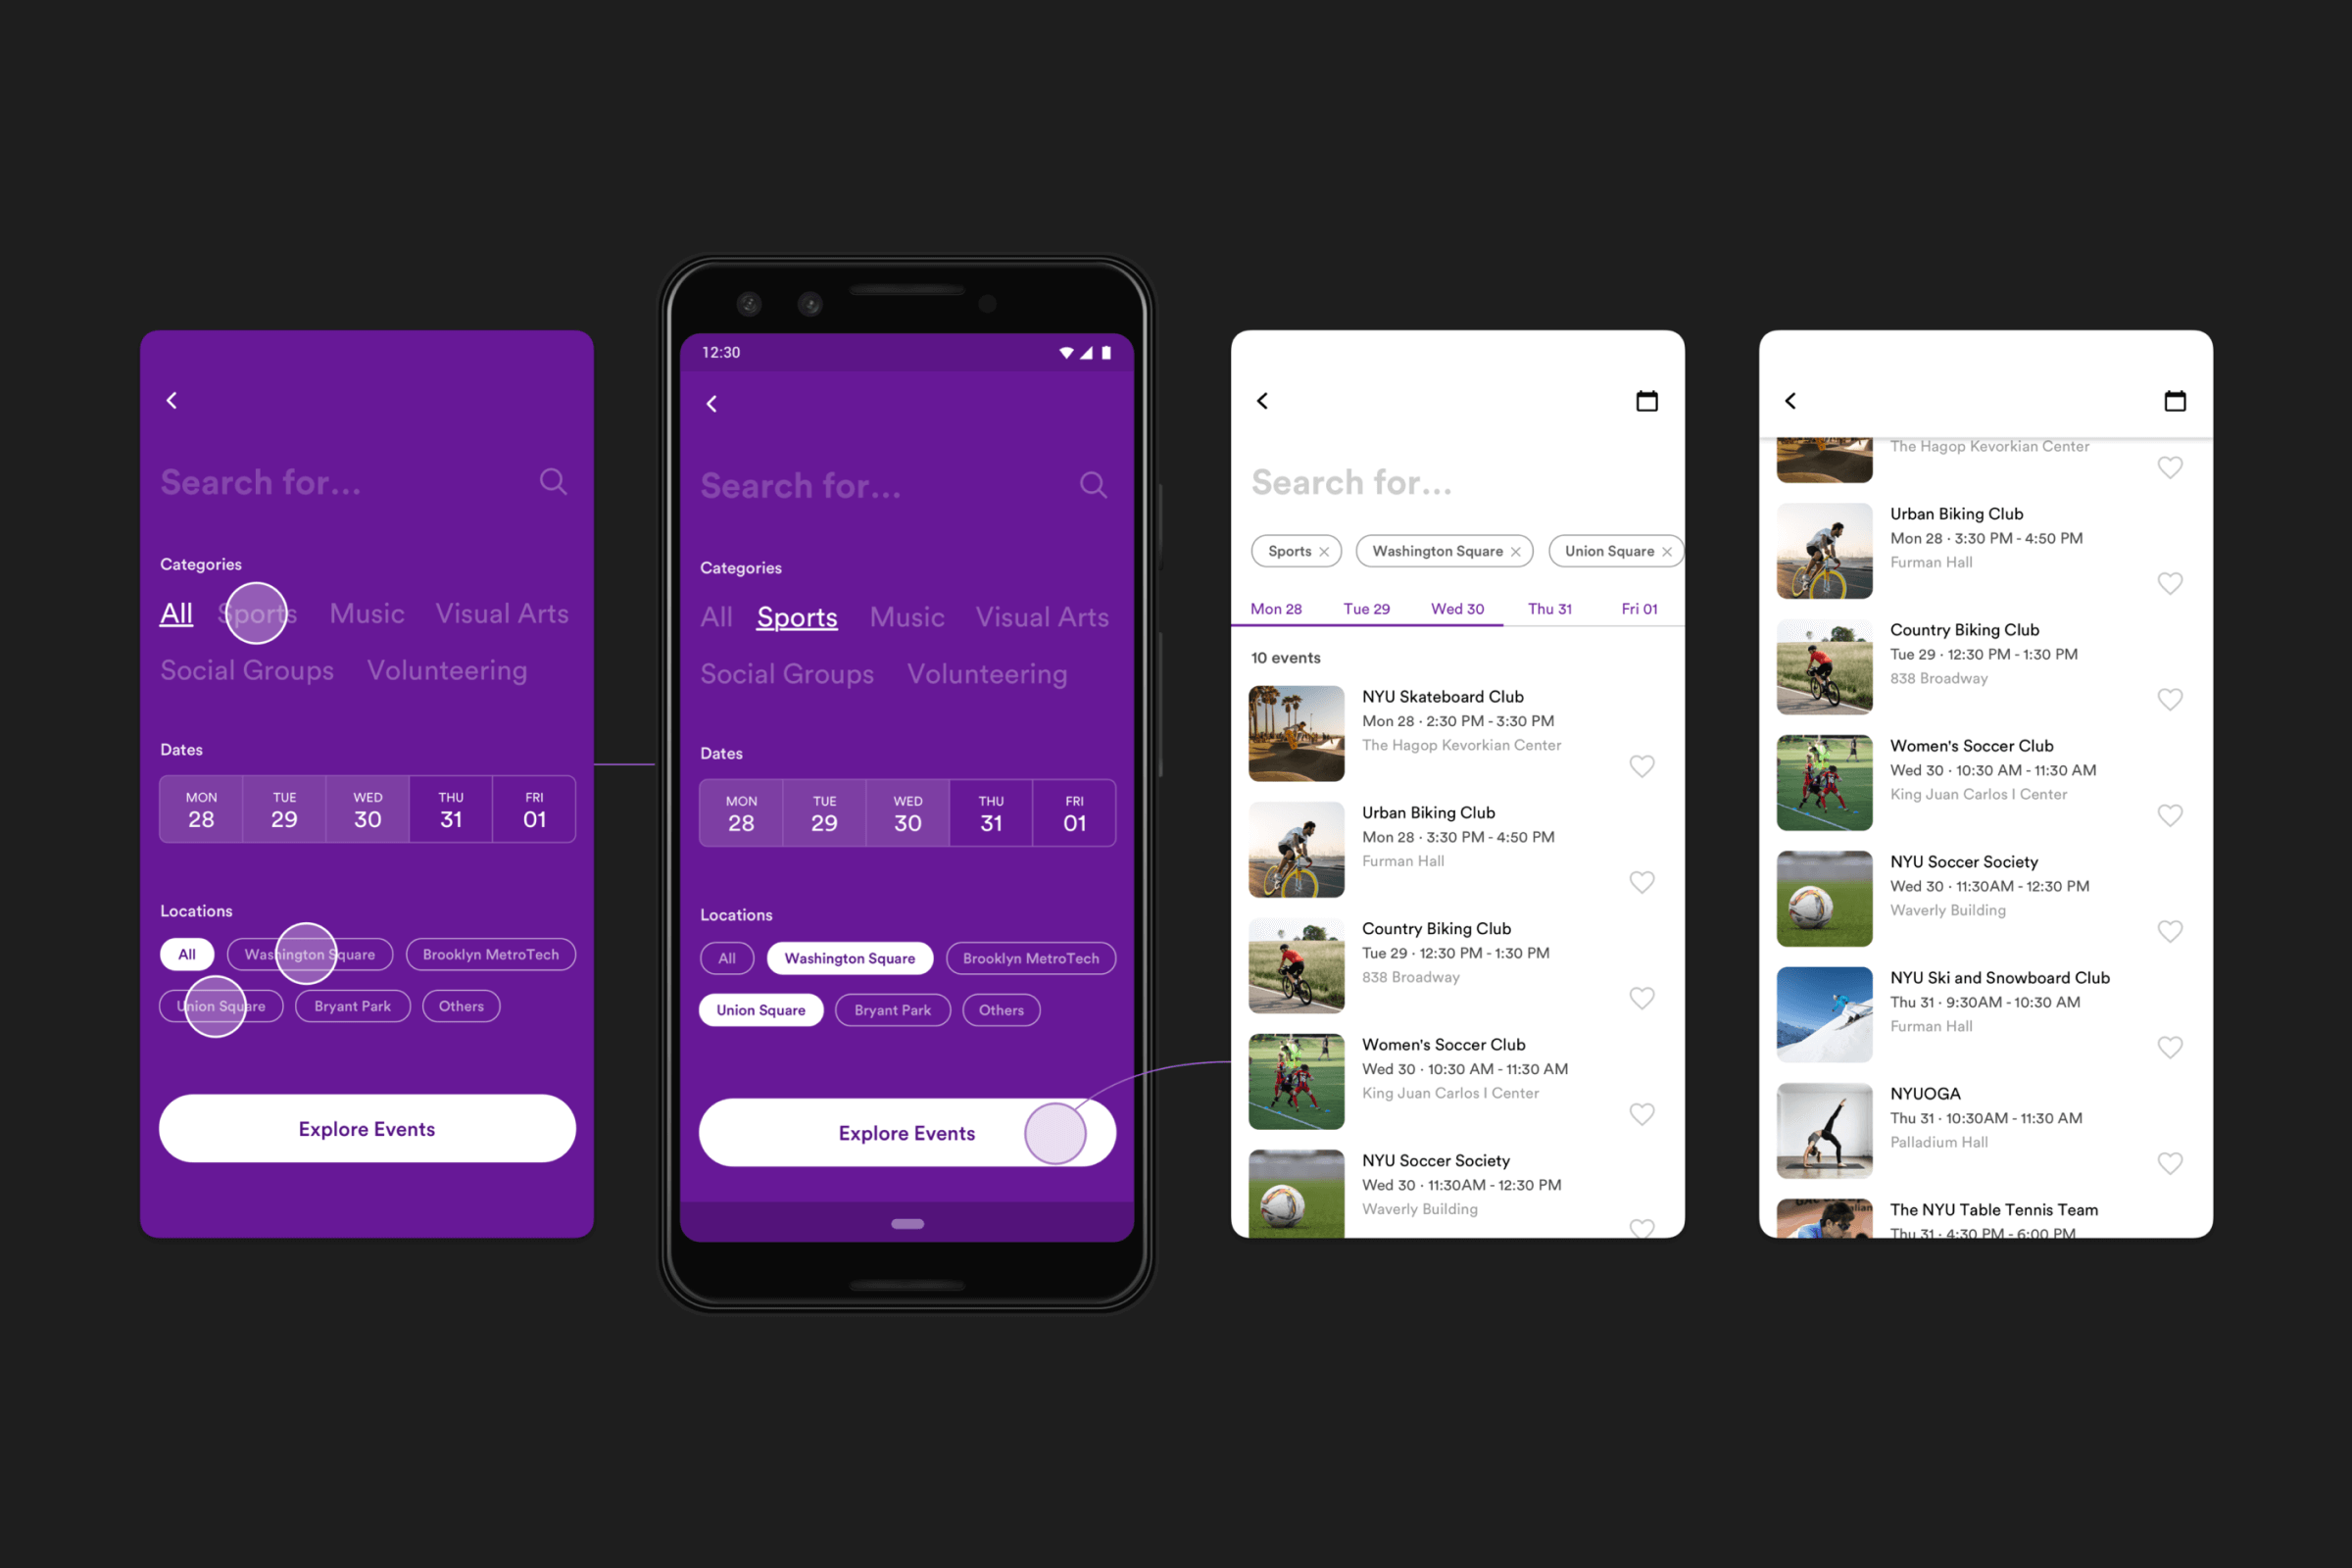 Search for...
Categories
All Sports Music Visual Arts
Social Groups Volunteering
Dates
MON TUE WED THU FRI
28 29 30 31 01
Locations
All Washington Square Brooklyn MetroTech
Union Square Bryant Park Others
Explore Events
12:30
Search for...
Categories
All Sports Music Visual Arts
Social Groups Volunteering
Dates
MON TUE WED THU FRI
28 29 30 31 01
Locations
All Washington Square Brooklyn MetroTech
Union Square Bryant Park Others
Explore Events
Search for...
Sports Washington Square Union Square
Mon 28 Tue 29 Wed 30 Thu 31 Fri 01
10 events
NYU Skateboard Club
Mon 28 · 2:30 PM - 3:30 PM
The Hagop Kevorkian Center
Urban Biking Club
Mon 28 · 3:30 PM - 4:50 PM
Furman Hall
Country Biking Club
Tue 29 · 12:30 PM - 1:30 PM
838 Broadway
Women's Soccer Club
Wed 30 · 10:30 AM - 11:30 AM
King Juan Carlos I Center
NYU Soccer Society
Wed 30 · 11:30AM - 12:30 PM
Waverly Building
The Hagop Kevorkian Center
Urban Biking Club
Mon 28 · 3:30 PM - 4:50 PM
Furman Hall
Country Biking Club
Tue 29 · 12:30 PM - 1:30 PM
838 Broadway
Women's Soccer Club
Wed 30 · 10:30 AM - 11:30 AM
King Juan Carlos I Center
NYU Soccer Society
Wed 30 · 11:30AM - 12:30 PM
Waverly Building
NYU Ski and Snowboard Club
Thu 31 · 9:30AM - 10:30 AM
Furman Hall
NYUOGA
Thu 31 · 10:30AM - 11:30 AM
Palladium Hall
The NYU Table Tennis Team
Thu 31 · 4:30 PM - 6:00 PM